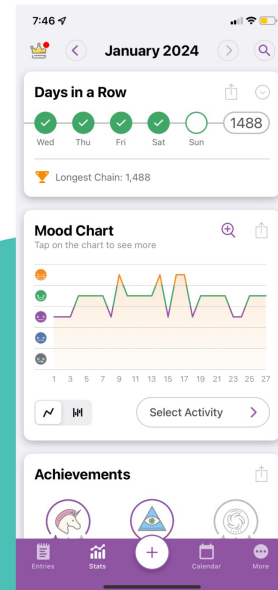 7:46
January 2024
Days in a Row
1488
Wed Thu Fri Sat Sun
Longest Chain: 1,488
Mood Chart
Tap on the chart to see more
1 3 5 7 9 11 13 15 17 19 21 23 25 27
Select Activity
Achievements
Entries Stats Calendar More